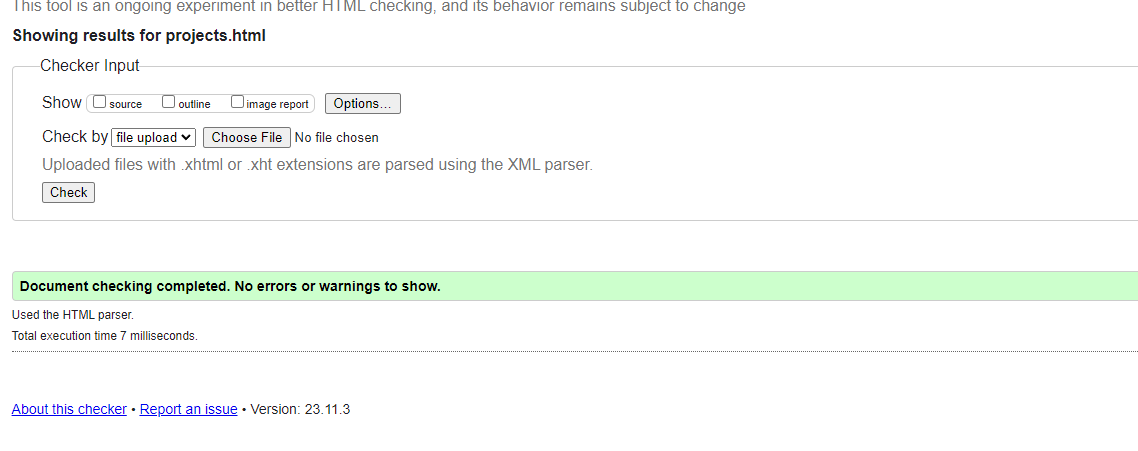 This tool is an ongoing experiment in better HTML checking, and its behavior remains subject to change
Showing results for projects.html
Checker Input
Show source outline image report Options...
Check by file upload Choose File No file chosen
Uploaded files with .xhtml or .xht extensions are parsed using the XML parser.
Check
Document checking completed. No errors or warnings to show.
Used the HTML parser.
Total execution time 7 milliseconds.
About this checker • Report an issue • Version: 23.11.3